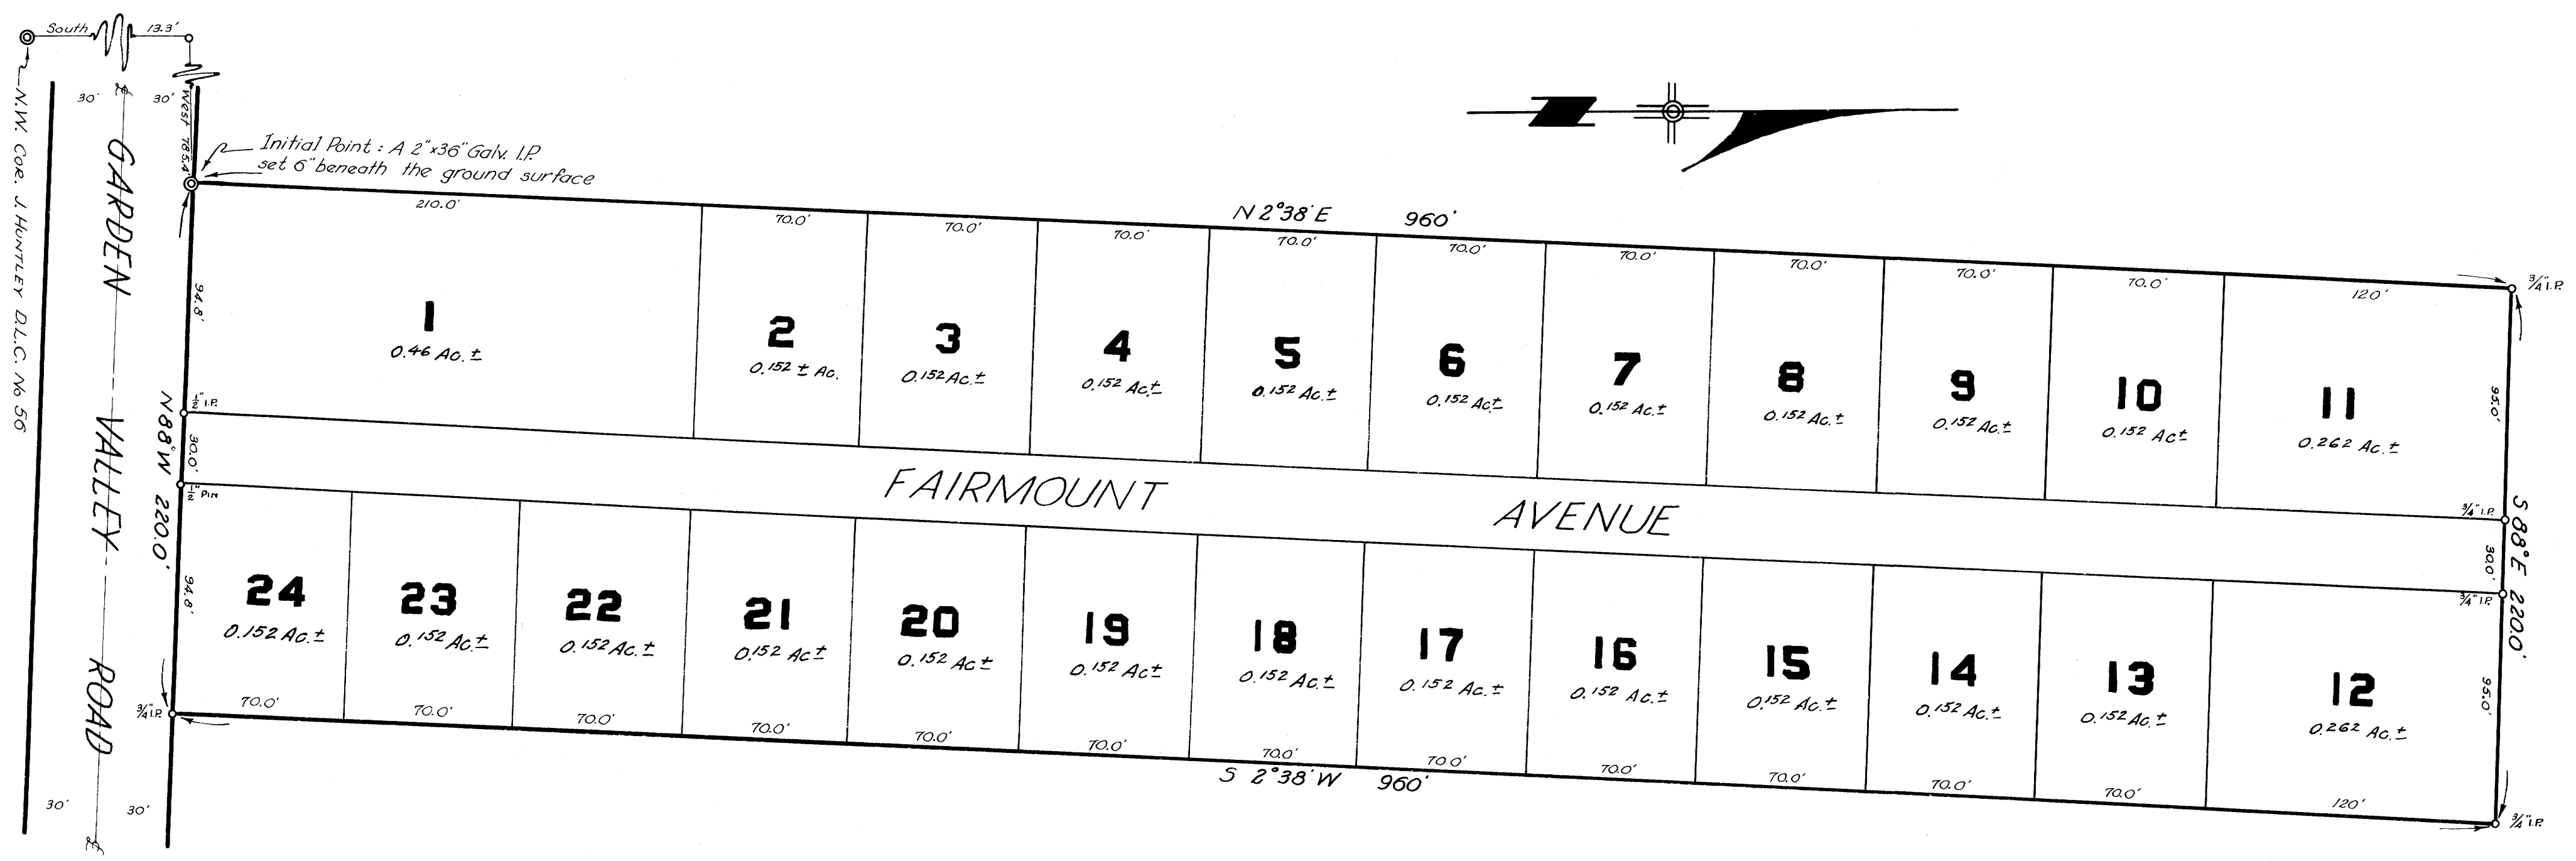 South 13.3'
N.W. COR. J. HUNTLEY D.L.C. No 56
30' 30'
West 785.4'
Initial Point: A 2"x36" Galv. I.P.
set 6" beneath the ground surface
GARDEN VALLEY ROAD
30' 30'
N 2°38' E 960'
210.0' 70.0' 70.0' 70.0' 70.0' 70.0' 70.0' 70.0' 70.0' 70.0' 120'
3/4" I.P.
94.8'
1
0.46 Ac. ±
2
0.152 ± Ac.
3
0.152 Ac. ±
4
0.152 Ac. ±
5
0.152 Ac. ±
6
0.152 Ac. ±
7
0.152 Ac. ±
8
0.152 Ac. ±
9
0.152 Ac. ±
10
0.152 Ac ±
11
0.262 Ac. ±
95.0'
1/2" I.P.
N 88° W 220.0'
30.0'
1/2" PIN
FAIRMOUNT AVENUE
3/4" I.P.
30.0'
3/4" I.P.
S 88° E 220.0'
94.8'
24
0.152 Ac. ±
23
0.152 Ac. ±
22
0.152 Ac. ±
21
0.152 Ac ±
20
0.152 Ac ±
19
0.152 Ac ±
18
0.152 Ac. ±
17
0.152 Ac. ±
16
0.152 Ac. ±
15
0.152 Ac. ±
14
0.152 Ac. ±
13
0.152 Ac. ±
12
0.262 Ac. ±
95.0'
3/4" I.P.
70.0' 70.0' 70.0' 70.0' 70.0' 70.0' 70.0' 70.0' 70.0' 70.0' 70.0' 70.0' 120'
3/4" I.P.
S 2°38' W 960'